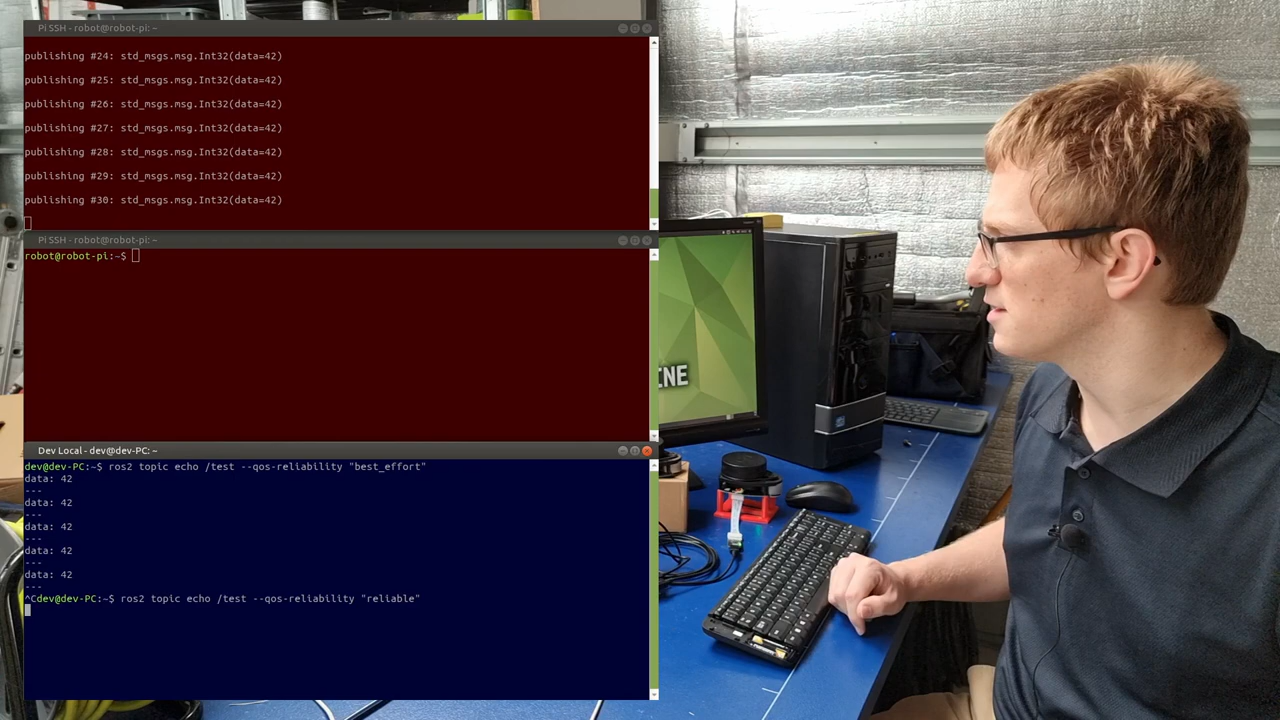 Pi SSH - robot@robot-pi: ~
publishing #24: std_msgs.msg.Int32(data=42)
publishing #25: std_msgs.msg.Int32(data=42)
publishing #26: std_msgs.msg.Int32(data=42)
publishing #27: std_msgs.msg.Int32(data=42)
publishing #28: std_msgs.msg.Int32(data=42)
publishing #29: std_msgs.msg.Int32(data=42)
publishing #30: std_msgs.msg.Int32(data=42)
Pi SSH - robot@robot-pi: ~
robot@robot-pi:~$
Dev Local - dev@dev-PC: ~
dev@dev-PC:~$ ros2 topic echo /test --qos-reliability "best_effort"
data: 42
---
data: 42
---
data: 42
---
data: 42
---
data: 42
---
^Cdev@dev-PC:~$ ros2 topic echo /test --qos-reliability "reliable"